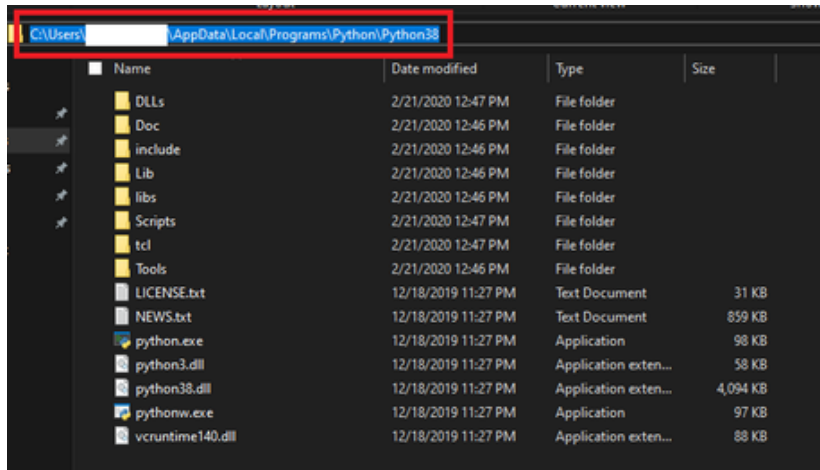 C:\Users\ \AppData\Local\Programs\Python\Python38
Name Date modified Type Size
DLLs 2/21/2020 12:47 PM File folder
Doc 2/21/2020 12:46 PM File folder
include 2/21/2020 12:46 PM File folder
Lib 2/21/2020 12:46 PM File folder
libs 2/21/2020 12:46 PM File folder
Scripts 2/21/2020 12:47 PM File folder
tcl 2/21/2020 12:47 PM File folder
Tools 2/21/2020 12:46 PM File folder
LICENSE.txt 12/18/2019 11:27 PM Text Document 31 KB
NEWS.txt 12/18/2019 11:27 PM Text Document 859 KB
python.exe 12/18/2019 11:27 PM Application 98 KB
python3.dll 12/18/2019 11:27 PM Application exten... 58 KB
python38.dll 12/18/2019 11:27 PM Application exten... 4,094 KB
pythonw.exe 12/18/2019 11:27 PM Application 97 KB
vcruntime140.dll 12/18/2019 11:27 PM Application exten... 88 KB